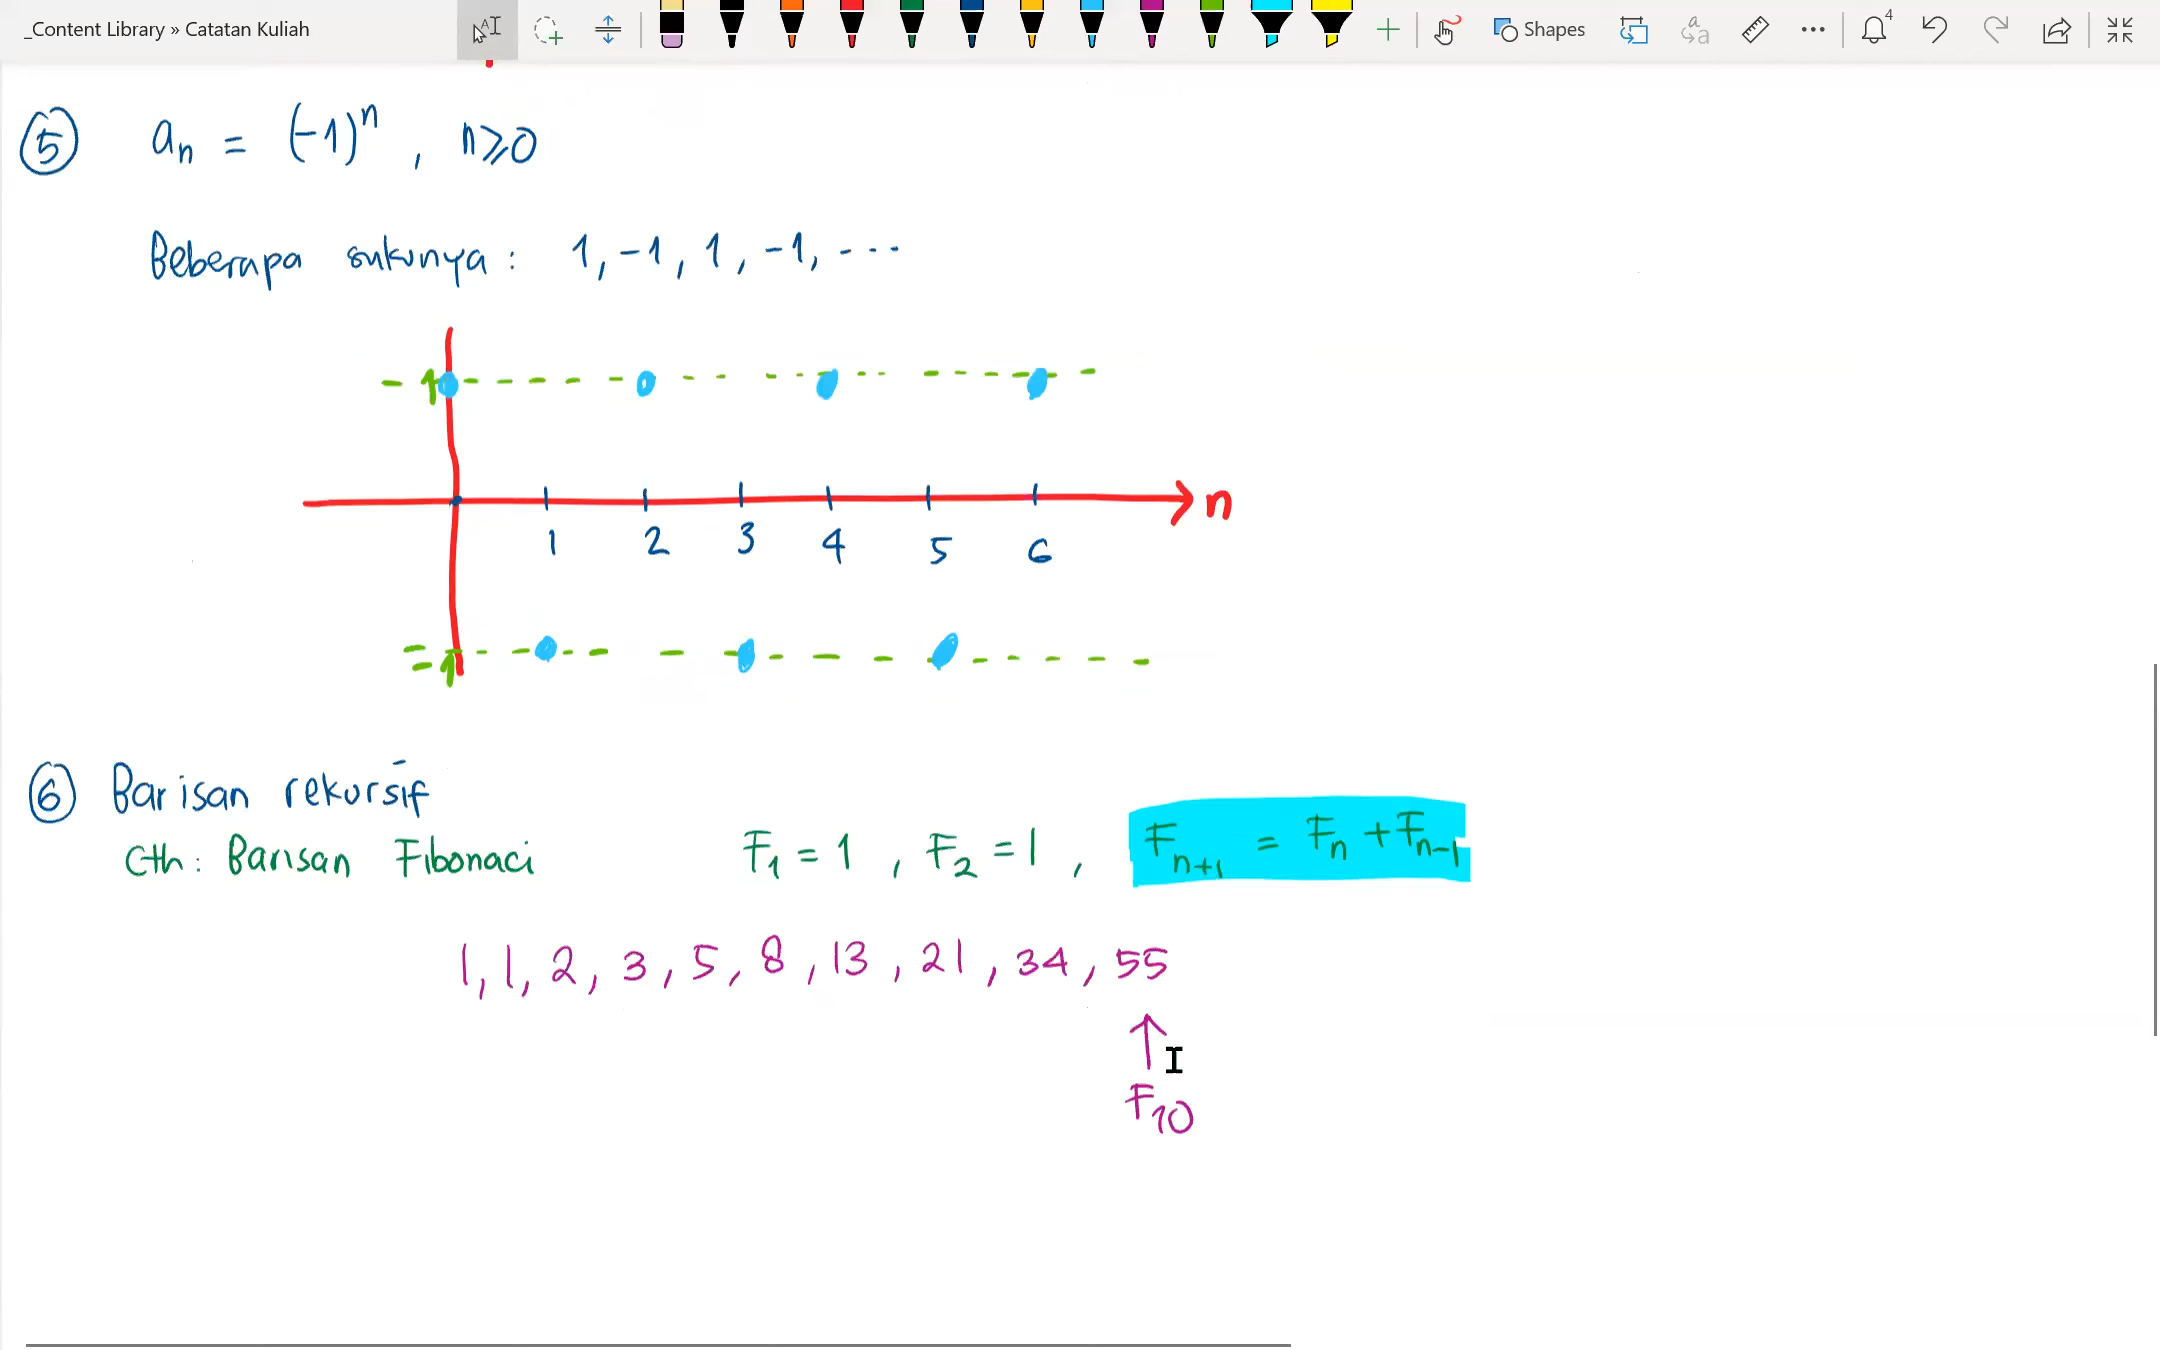 _Content Library » Catatan Kuliah
Shapes
4
⑤ aₙ = (-1)ⁿ , n ≥ 0
Beberapa sukunya : 1, -1, 1, -1, ...
1
n
1 2 3 4 5 6
-1
⑥ Barisan rekursif
Cth : Barisan Fibonaci F₁ = 1 , F₂ = 1 , Fₙ₊₁ = Fₙ + Fₙ₋₁
1, 1, 2, 3, 5, 8, 13, 21, 34, 55
↑
F₁₀